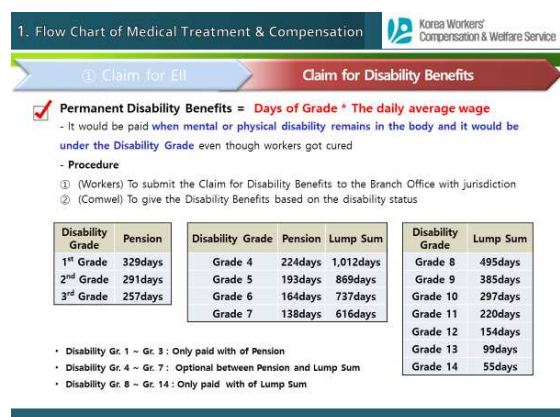 1. Flow Chart of Medical Treatment & Compensation
Korea Workers'
Compensation & Welfare Service
① Claim for EII
Claim for Disability Benefits
Permanent Disability Benefits = Days of Grade * The daily average wage
- It would be paid when mental or physical disability remains in the body and it would be
under the Disability Grade even though workers got cured
- Procedure
① (Workers) To submit the Claim for Disability Benefits to the Branch Office with jurisdiction
② (Comwel) To give the Disability Benefits based on the disability status
Disability Grade Pension
1st Grade 329days
2nd Grade 291days
3rd Grade 257days
Disability Grade Pension Lump Sum
Grade 4 224days 1,012days
Grade 5 193days 869days
Grade 6 164days 737days
Grade 7 138days 616days
Disability Grade Lump Sum
Grade 8 495days
Grade 9 385days
Grade 10 297days
Grade 11 220days
Grade 12 154days
Grade 13 99days
Grade 14 55days
• Disability Gr. 1 ~ Gr. 3 : Only paid with of Pension
• Disability Gr. 4 ~ Gr. 7 : Optional between Pension and Lump Sum
• Disability Gr. 8 ~ Gr. 14 : Only paid with of Lump Sum